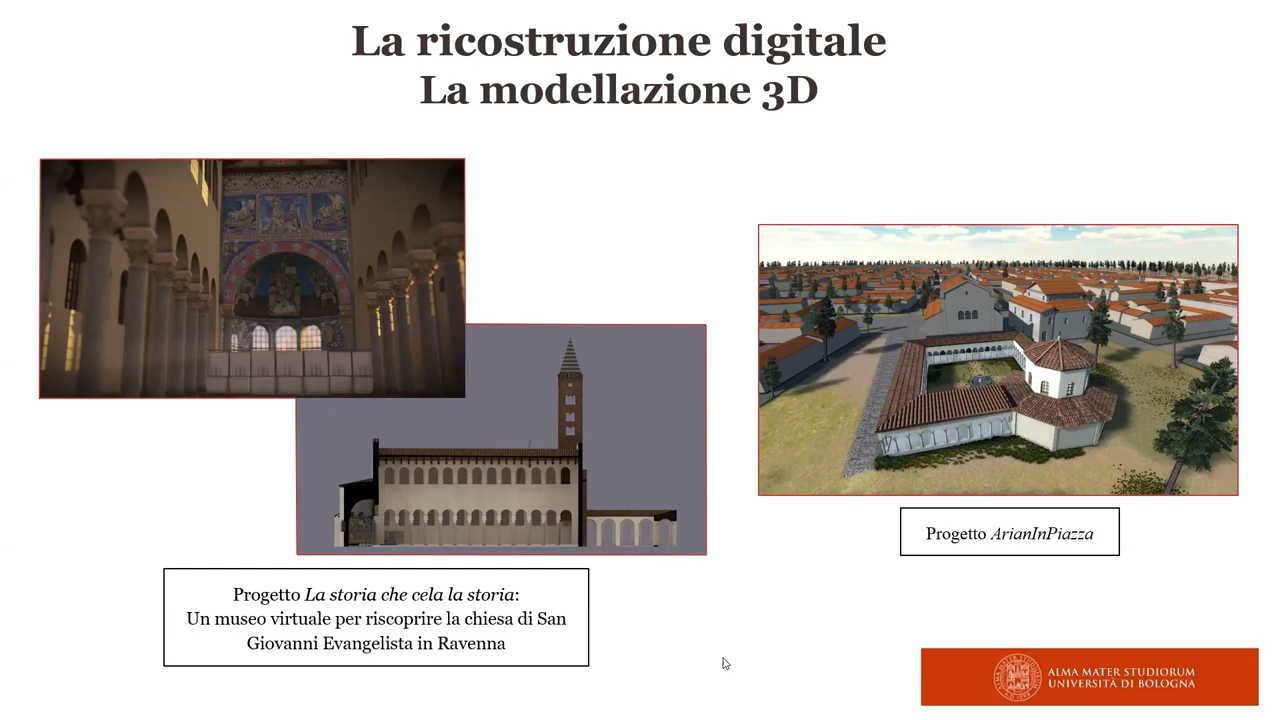 La ricostruzione digitale
La modellazione 3D
Progetto ArianInPiazza
Progetto La storia che cela la storia:
Un museo virtuale per riscoprire la chiesa di San
Giovanni Evangelista in Ravenna
ALMA MATER STUDIORUM
UNIVERSITÀ DI BOLOGNA